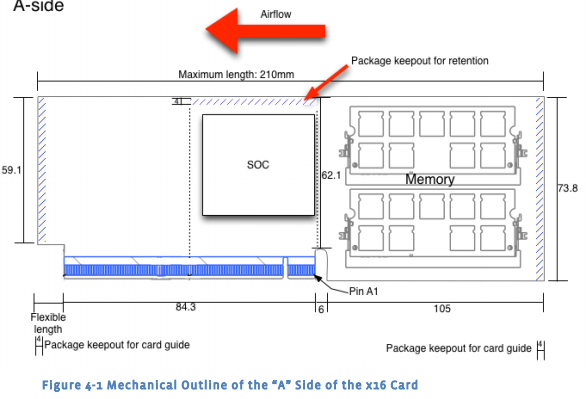 A-side
Airflow
Package keepout for retention
Maximum length: 210mm
4
SOC
59.1
62.1
Memory
73.8
Pin A1
84.3
6
105
Flexible
length
4
Package keepout for card guide
Package keepout for card guide
4
Figure 4-1 Mechanical Outline of the “A” Side of the x16 Card